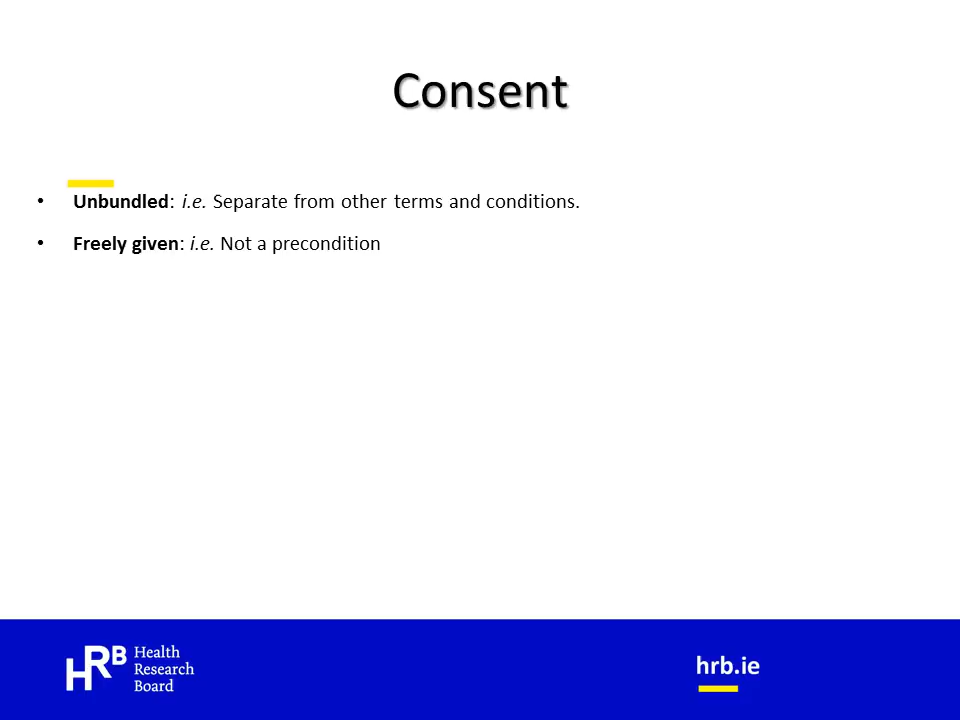 Consent
• Unbundled: i.e. Separate from other terms and conditions.
• Freely given: i.e. Not a precondition
HRB Health
Research
Board
hrb.ie